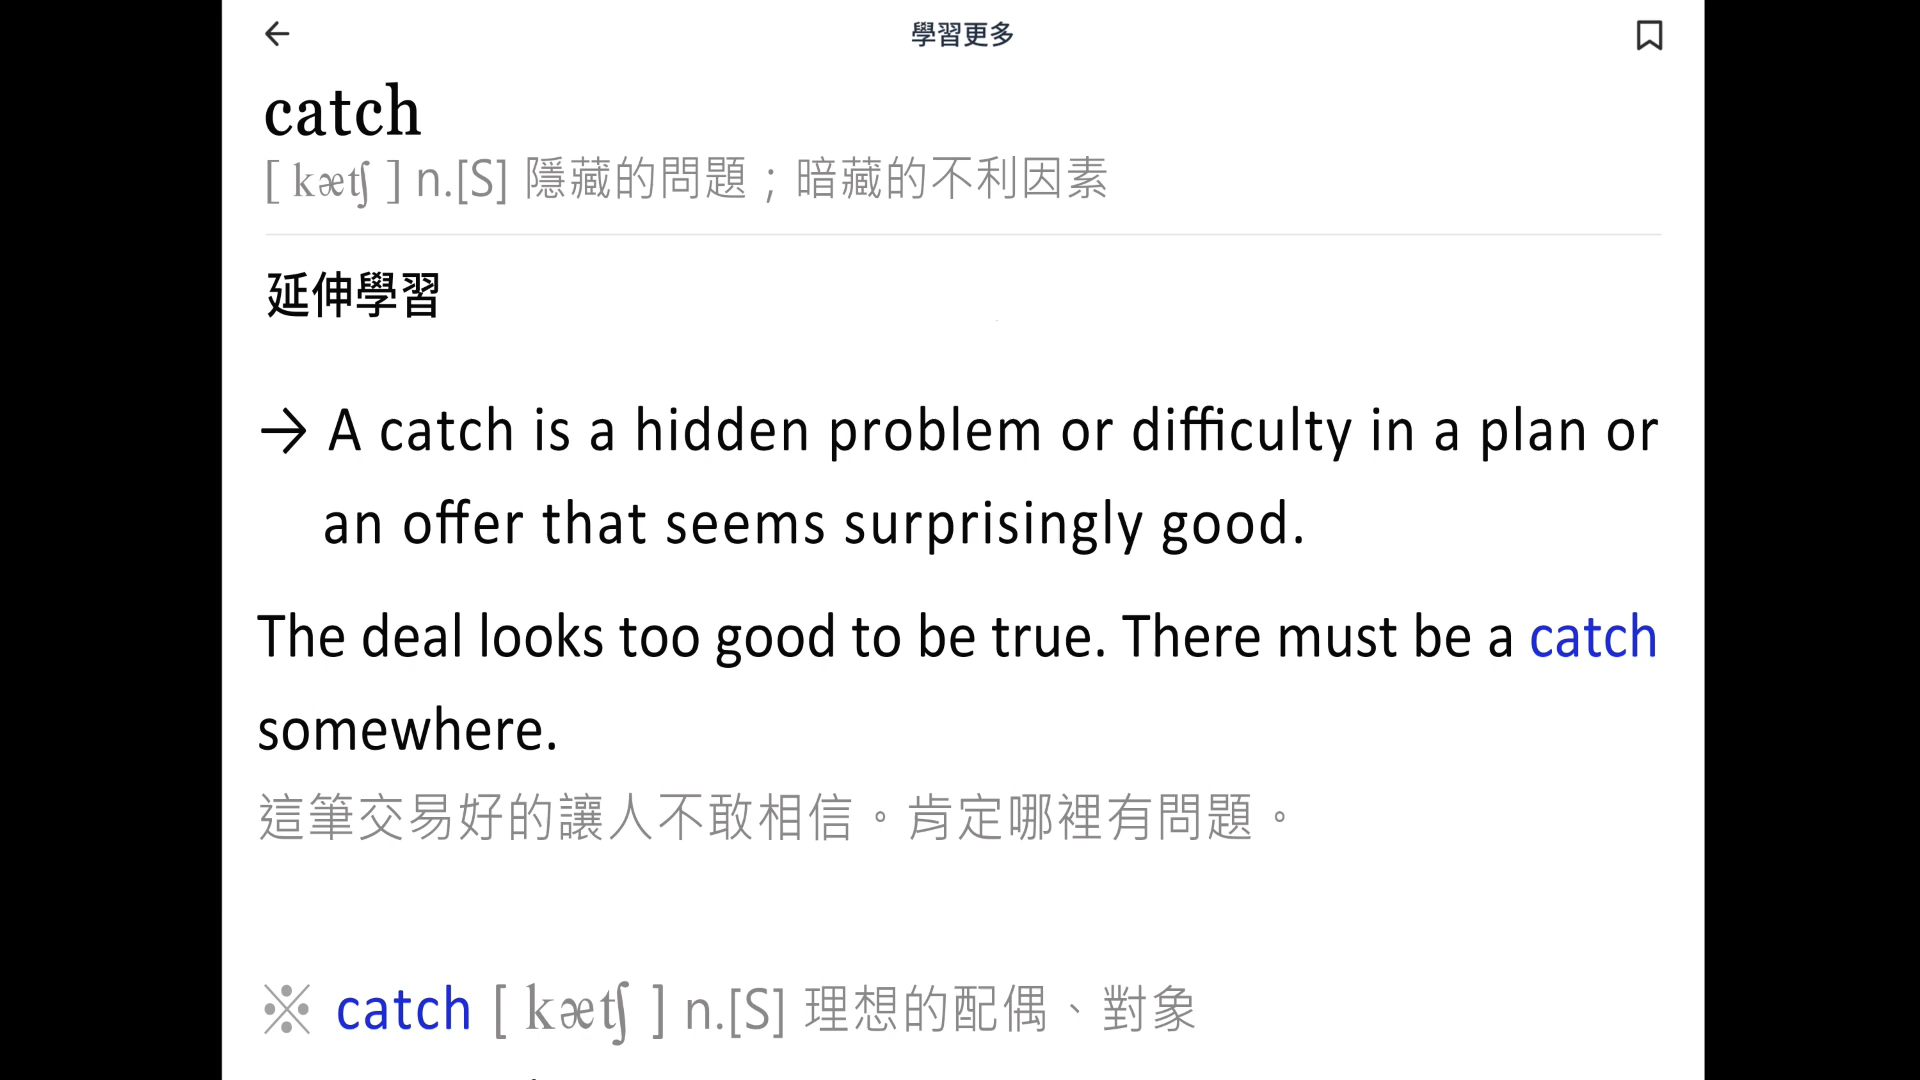 學習更多
catch
[ kætʃ ] n.[S] 隱藏的問題；暗藏的不利因素
延伸學習
→ A catch is a hidden problem or difficulty in a plan or
an offer that seems surprisingly good.
The deal looks too good to be true. There must be a catch
somewhere.
這筆交易好的讓人不敢相信。肯定哪裡有問題。
※ catch [ kætʃ ] n.[S] 理想的配偶、對象